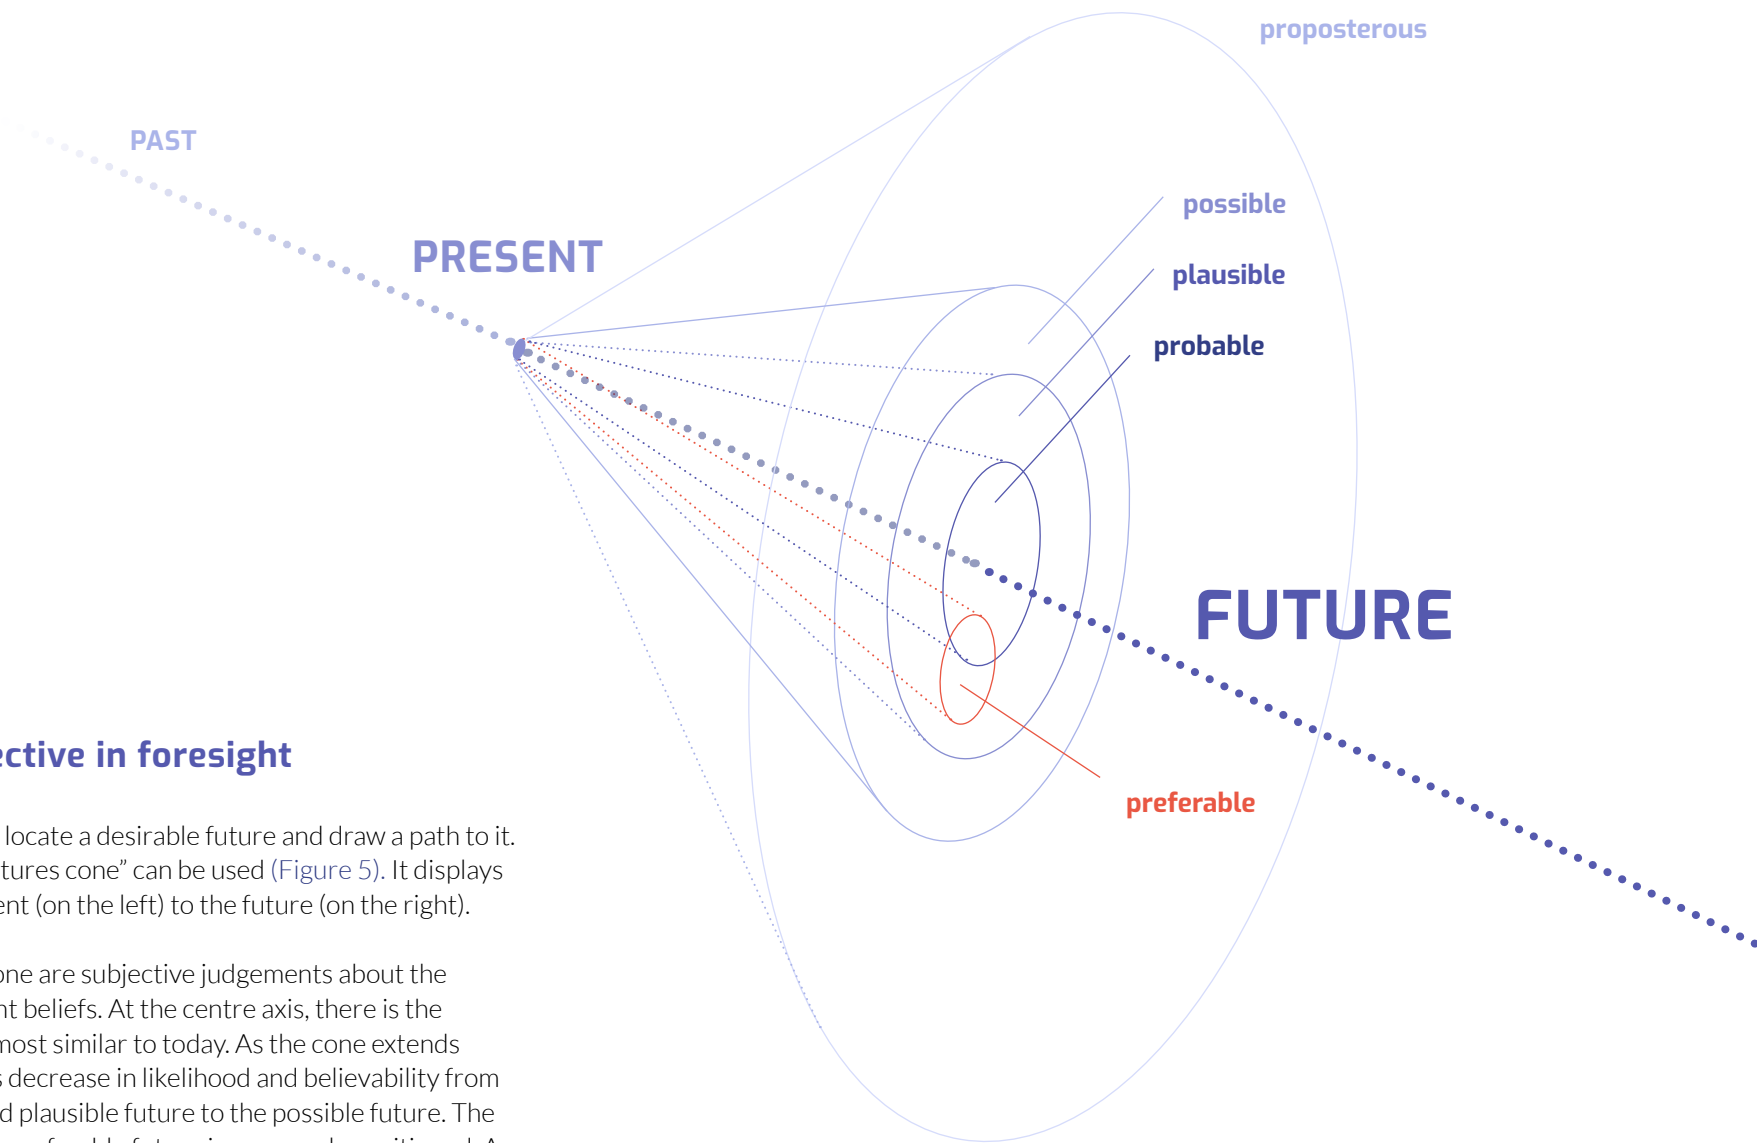 proposterous
PAST
possible
PRESENT
plausible
probable
FUTURE
ective in foresight
preferable
locate a desirable future and draw a path to it.
tures cone” can be used (Figure 5). It displays
ent (on the left) to the future (on the right).
one are subjective judgements about the
nt beliefs. At the centre axis, there is the
most similar to today. As the cone extends
s decrease in likelihood and believability from
d plausible future to the possible future. The